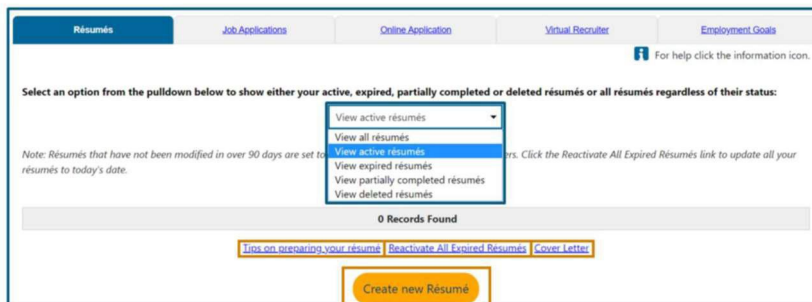 Résumés
Job Applications
Online Application
Virtual Recruiter
Employment Goals
i For help click the information icon.
Select an option from the pulldown below to show either your active, expired, partially completed or deleted résumés or all résumés regardless of their status:
View active résumés
View all résumés
View active résumés
View expired résumés
View partially completed résumés
View deleted résumés
Note: Résumés that have not been modified in over 90 days are set to
ers. Click the Reactivate All Expired Résumés link to update all your
résumés to today's date.
0 Records Found
Tips on preparing your résumé Reactivate All Expired Résumés Cover Letter
Create new Résumé